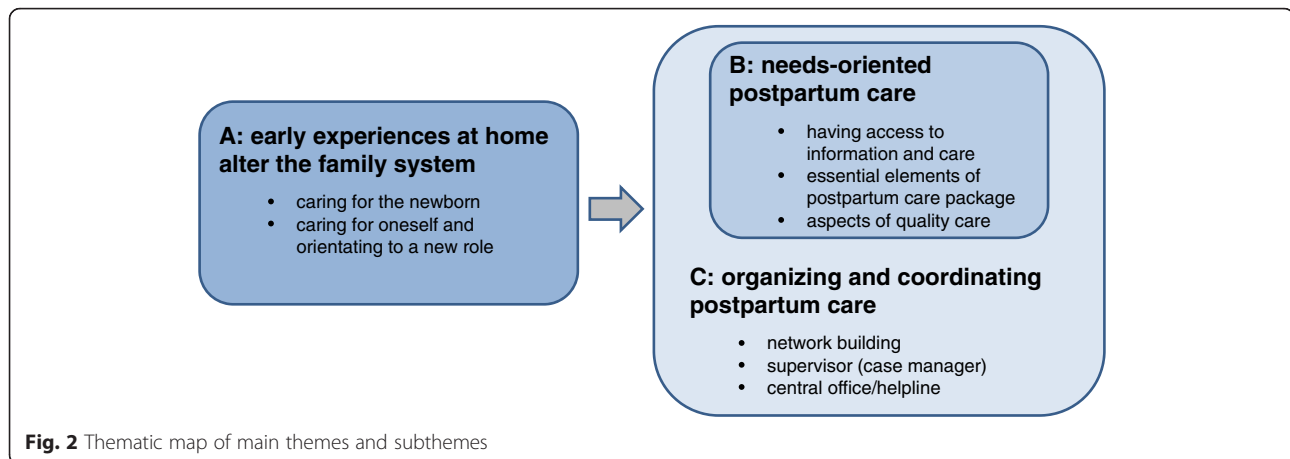 A: early experiences at home
alter the family system
• caring for the newborn
• caring for oneself and
orientating to a new role
B: needs-oriented
postpartum care
• having access to
information and care
• essential elements of
postpartum care package
• aspects of quality care
C: organizing and coordinating
postpartum care
• network building
• supervisor (case manager)
• central office/helpline
Fig. 2 Thematic map of main themes and subthemes